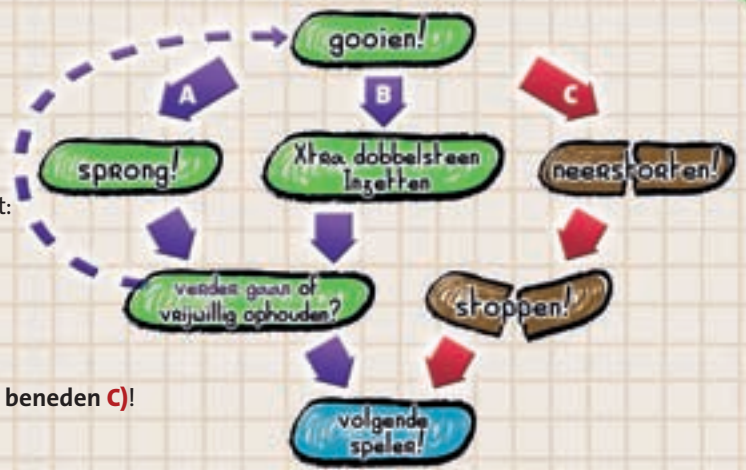 gooien!
A
B
C
sprong!
Xtra dobbelsteen
Inzetten
neerstorten!
t:
verder gaan of
vrijwillig ophouden?
stoppen!
beneden C)!
volgende
speler!